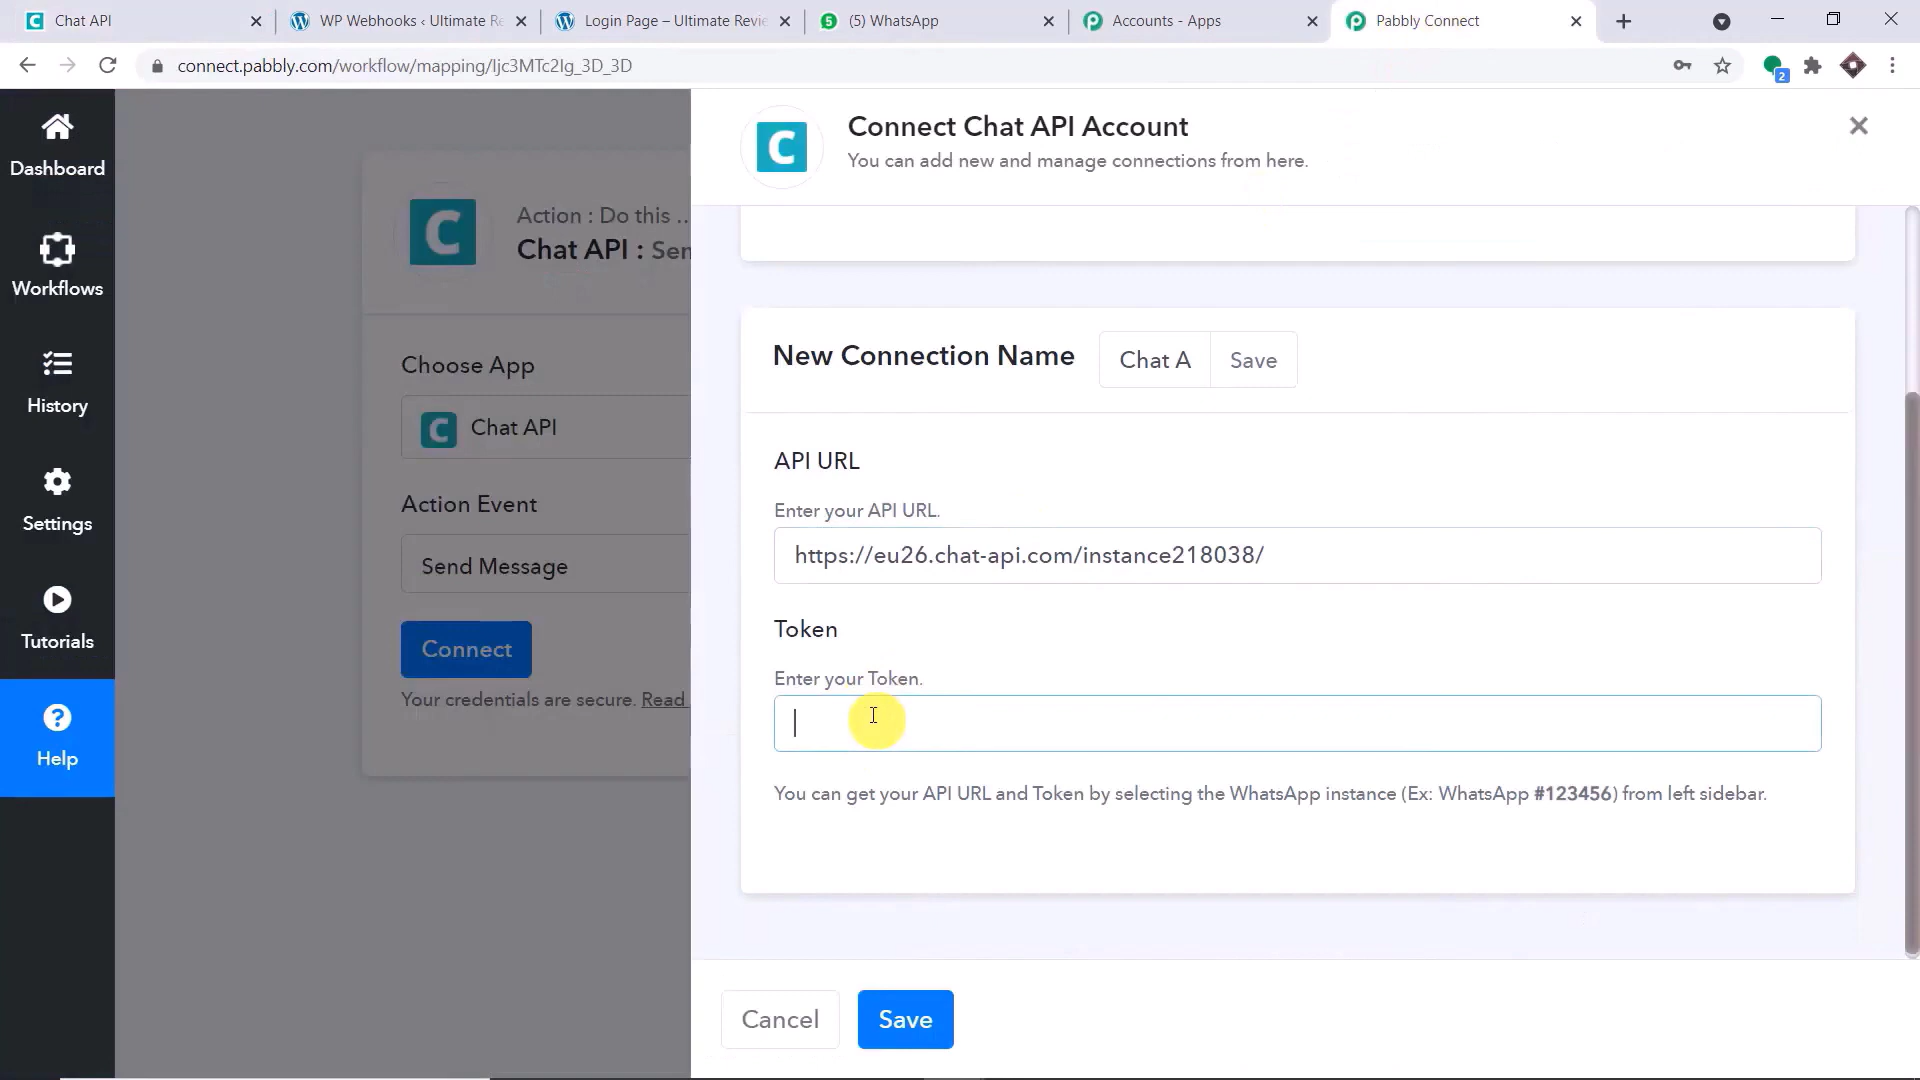 Chat API
WP Webhooks ‹ Ultimate Re
Login Page – Ultimate Revie
(5) WhatsApp
Accounts - Apps
Pabbly Connect
connect.pabbly.com/workflow/mapping/Ijc3MTc2Ig_3D_3D
2
Dashboard
Workflows
History
Settings
Tutorials
Help
Action : Do this ...
Chat API : Sen
Choose App
Chat API
Action Event
Send Message
Connect
Your credentials are secure. Read
Connect Chat API Account
You can add new and manage connections from here.
New Connection Name
Chat A
Save
API URL
Enter your API URL.
https://eu26.chat-api.com/instance218038/
Token
Enter your Token.
You can get your API URL and Token by selecting the WhatsApp instance (Ex: WhatsApp #123456) from left sidebar.
Cancel
Save